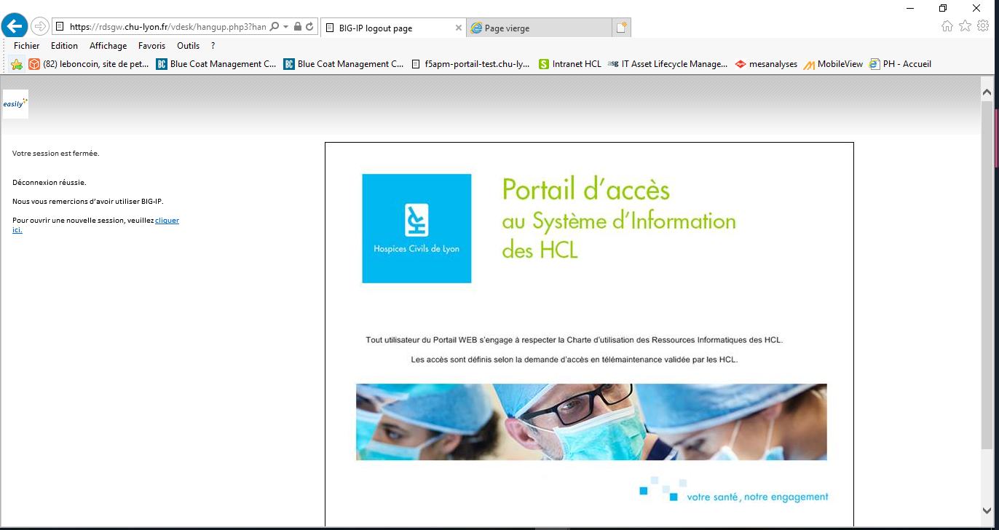 https://rdsgw.chu-lyon.fr/vdesk/hangup.php3?han
BIG-IP logout page
Page vierge
Fichier Edition Affichage Favoris Outils ?
(82) leboncoin, site de pet... BC Blue Coat Management C... BC Blue Coat Management C... f5apm-portail-test.chu-ly... S Intranet HCL asg IT Asset Lifecycle Manage... mesanalyses MobileView PH - Accueil
easily
Votre session est fermée.
Déconnexion réussie.
Nous vous remercions d'avoir utiliser BIG-IP.
Pour ouvrir une nouvelle session, veuillez cliquer
ici.
HCL
Hospices Civils de Lyon
Portail d'accès
au Système d'Information
des HCL
Tout utilisateur du Portail WEB s'engage à respecter la Charte d'utilisation des Ressources Informatiques des HCL.
Les accès sont définis selon la demande d'accès en télémaintenance validée par les HCL.
votre santé, notre engagement